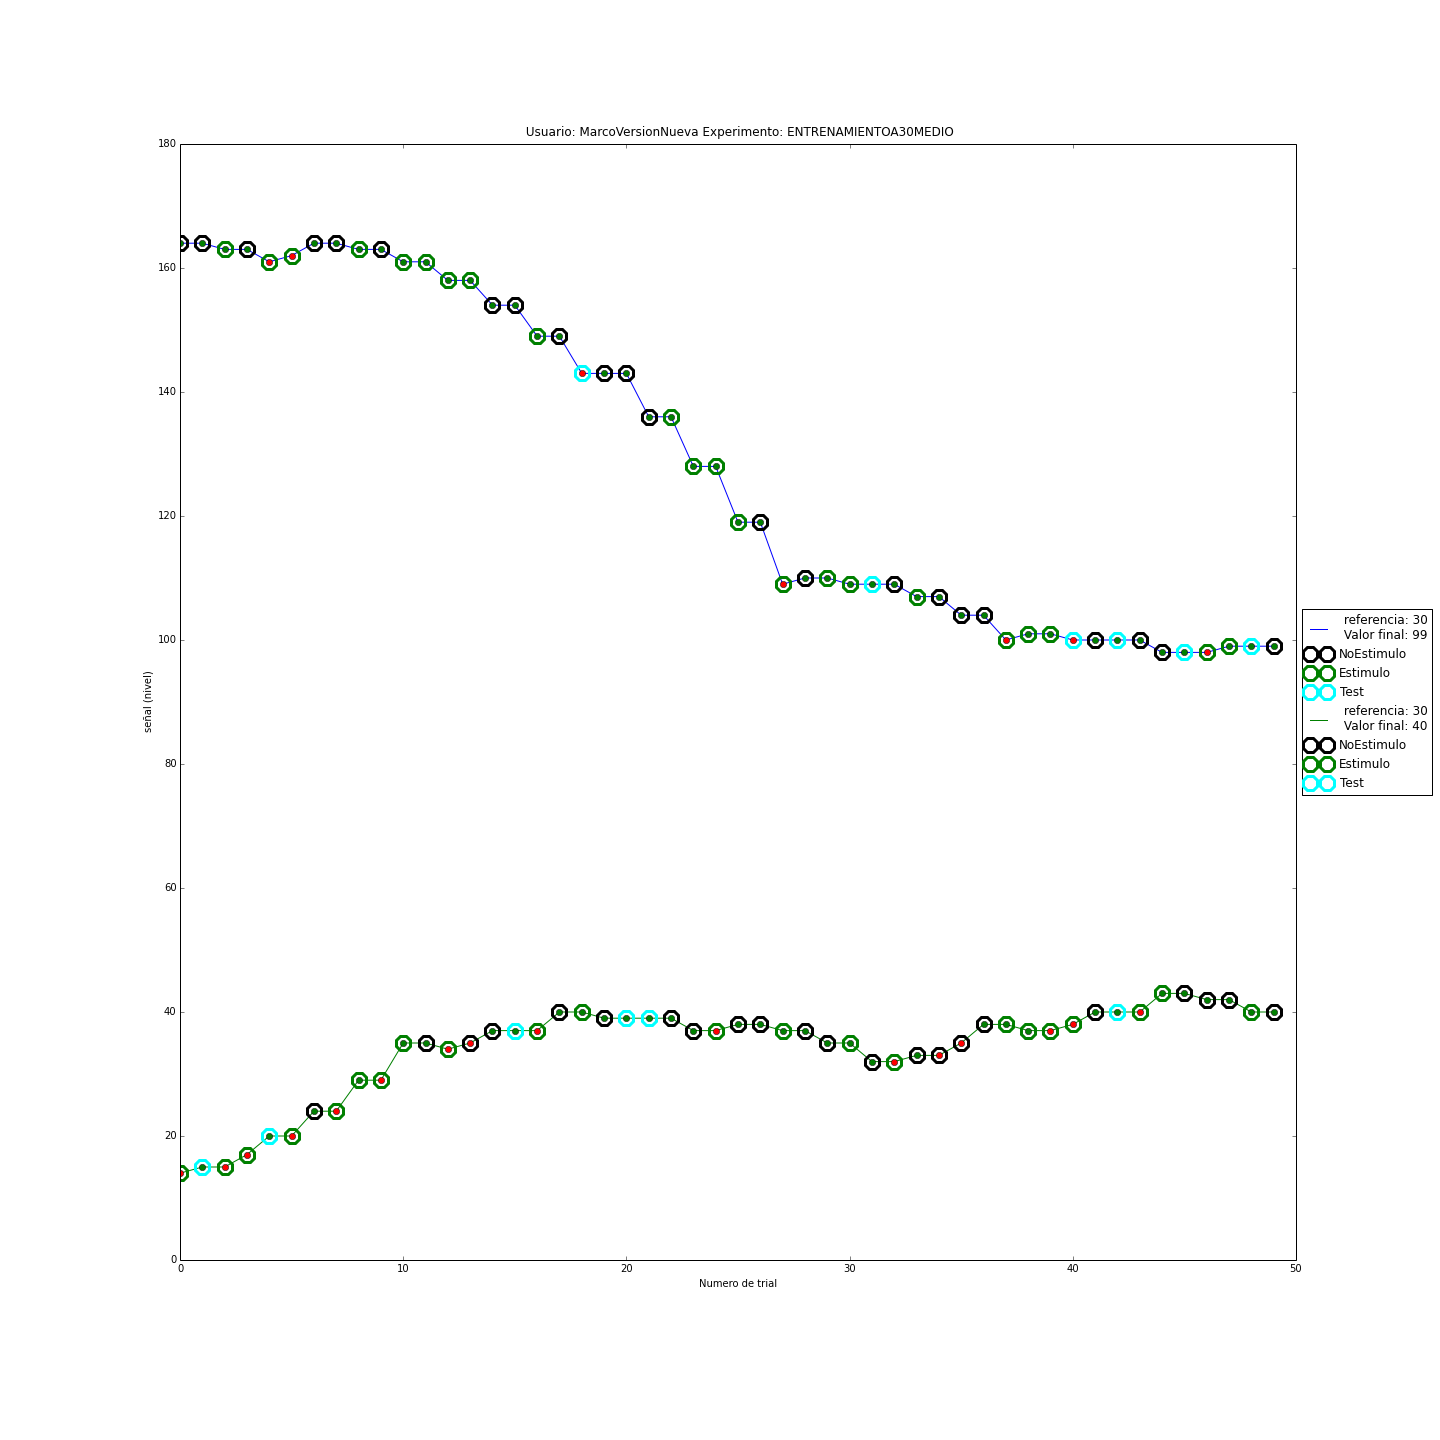 Usuario: MarcoVersionNueva Experimento: ENTRENAMIENTOA30MEDIO
180
160
140
120
100
80
60
40
20
0
señal (nivel)
0 10 20 30 40 50
Numero de trial
referencia: 30
Valor final: 99
NoEstimulo
Estimulo
Test
referencia: 30
Valor final: 40
NoEstimulo
Estimulo
Test